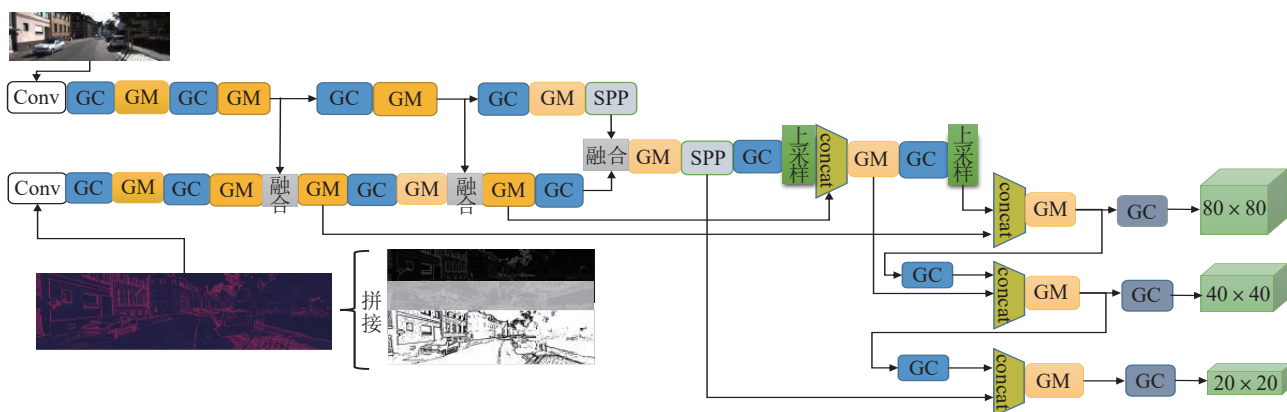 Conv GC GM GC GM GC GM GC GM SPP
融合 GM SPP GC 上采样 concat GM GC 上采样
Conv GC GM GC GM 融合 GM GC GM 融合 GM GC
concat GM GC 80 × 80
拼接
GC concat GM GC 40 × 40
GC concat GM GC 20 × 20